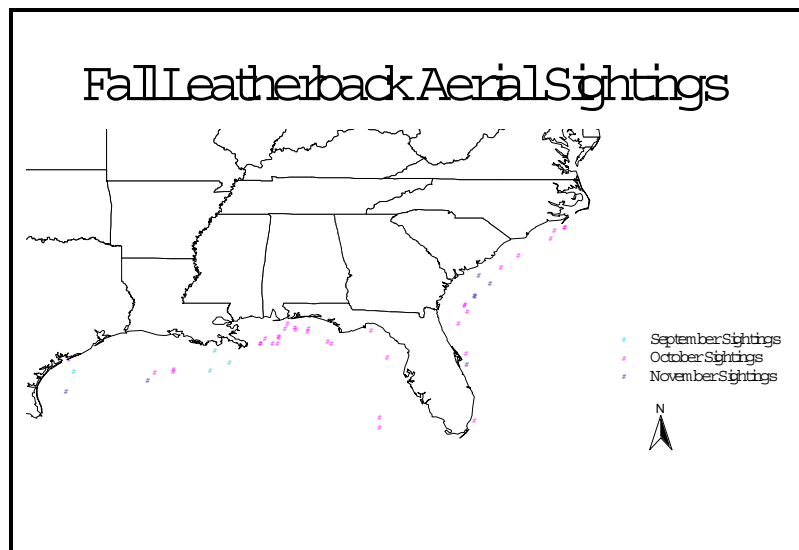 Fall Leatherback Aerial Sightings
September Sightings
October Sightings
November Sightings
N